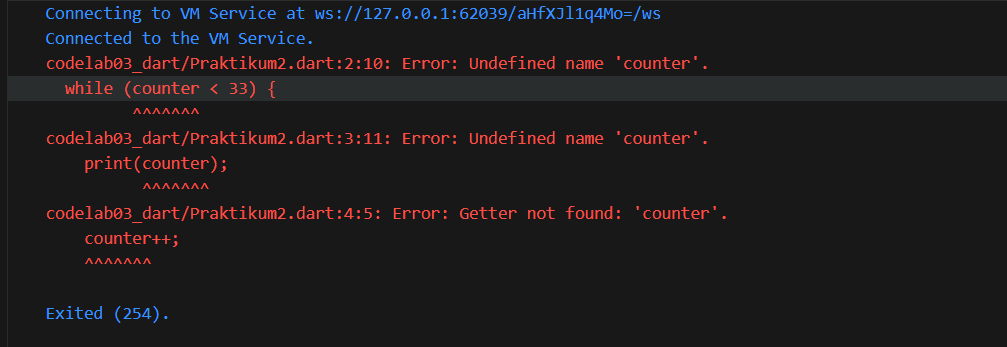 Connecting to VM Service at ws://127.0.0.1:62039/aHfXJl1q4Mo=/ws
Connected to the VM Service.
codelab03_dart/Praktikum2.dart:2:10: Error: Undefined name 'counter'.
  while (counter < 33) {
         ^^^^^^^
codelab03_dart/Praktikum2.dart:3:11: Error: Undefined name 'counter'.
    print(counter);
          ^^^^^^^
codelab03_dart/Praktikum2.dart:4:5: Error: Getter not found: 'counter'.
    counter++;
    ^^^^^^^
Exited (254).